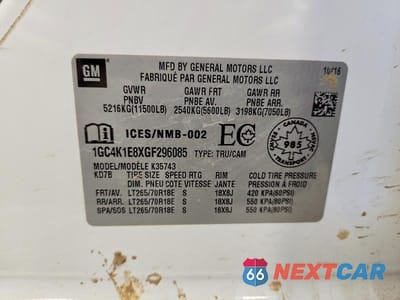 GM
MFD BY GENERAL MOTORS LLC
FABRIQUÉ PAR GENERAL MOTORS LLC
10/15
GVWR GAWR FRT GAWR RR
PNBV PNBE AV. PNBE ARR.
5216KG(11500LB) 2540KG(5600LB) 3198KG(7050LB)
ICES/NMB-002
CANADA
985
1GC4K1E8XGF296085 TYPE: TRU/CAM
MODEL/MODÈLE K35743
KD7B TIRE SIZE SPEED RTG RIM COLD TIRE PRESSURE
DIM. PNEU COTE VITESSE JANTE PRESSION À FROID
FRT/AV. LT265/70R18E S 18X8J 420 KPA(60PSI)
RR/ARR. LT265/70R18E S 18X8J 550 KPA(80PSI)
SPA/SOS LT265/70R18E S 18X8J 550 KPA(80PSI)
66 NEXTCAR